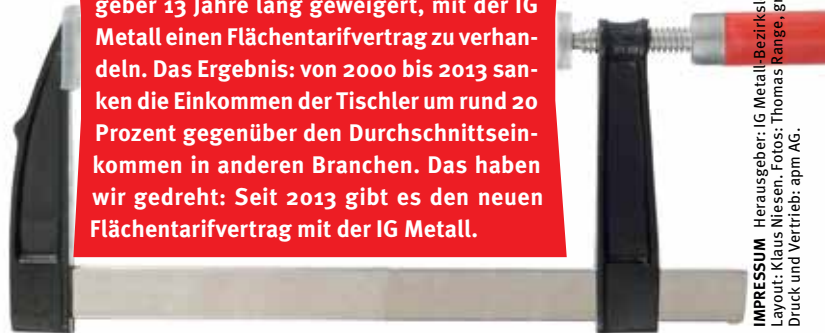 geber 13 Jahre lang geweigert, mit der IG
Metall einen Flächentarifvertrag zu verhan-
deln. Das Ergebnis: von 2000 bis 2013 san-
ken die Einkommen der Tischler um rund 20
Prozent gegenüber den Durchschnittsein-
kommen in anderen Branchen. Das haben
wir gedreht: Seit 2013 gibt es den neuen
Flächentarifvertrag mit der IG Metall.
IMPRESSUM Herausgeber: IG Metall-Bezirksl
Layout: Klaus Niesen. Fotos: Thomas Range, gr
Druck und Vertrieb: apm AG.